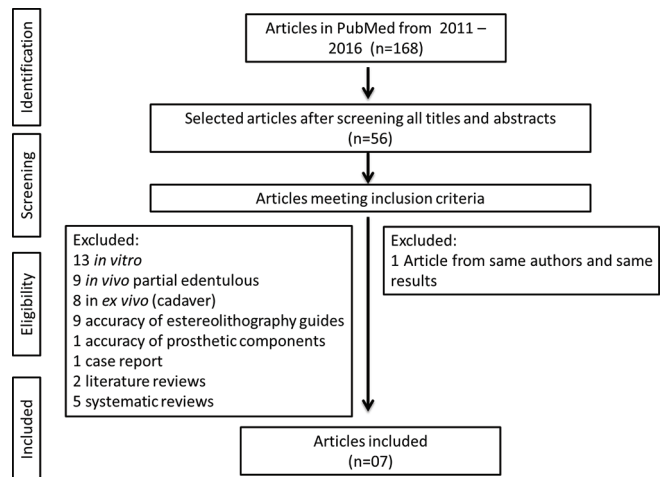 Identification
Articles in PubMed from 2011 –
2016 (n=168)
Selected articles after screening all titles and abstracts
(n=56)
Screening
Articles meeting inclusion criteria
Eligibility
Excluded:
13 in vitro
9 in vivo partial edentulous
8 in ex vivo (cadaver)
9 accuracy of estereolithography guides
1 accuracy of prosthetic components
1 case report
2 literature reviews
5 systematic reviews
Excluded:
1 Article from same authors and same
results
Included
Articles included
(n=07)